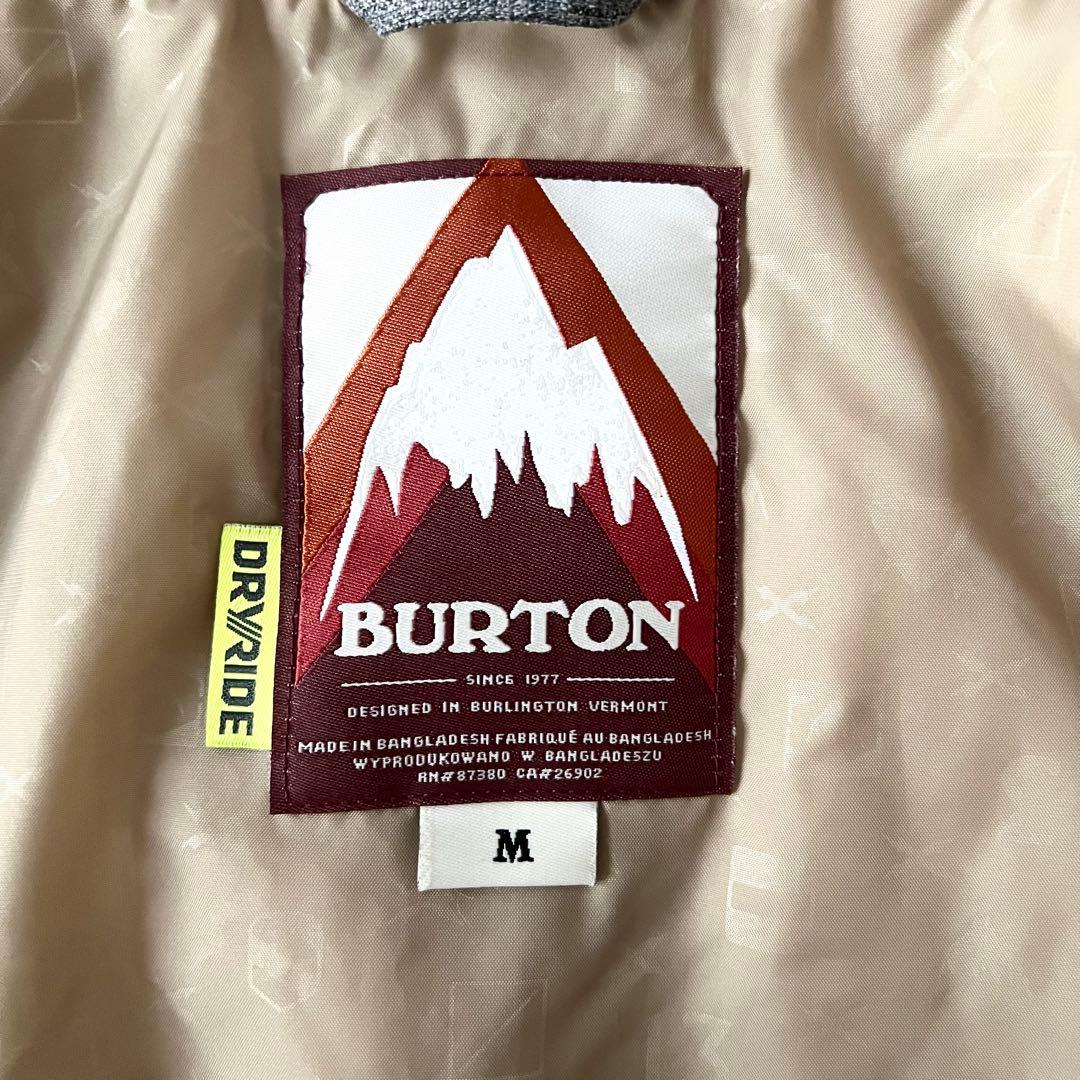 BURTON
SINCE 1977
DESIGNED IN BURLINGTON VERMONT
MADE IN BANGLADESH FABRIQUÉ AU BANGLADESH
WYPRODUKOWANO W BANGLADESZU
RN#87380 CA#26902
M
DRY//RIDE